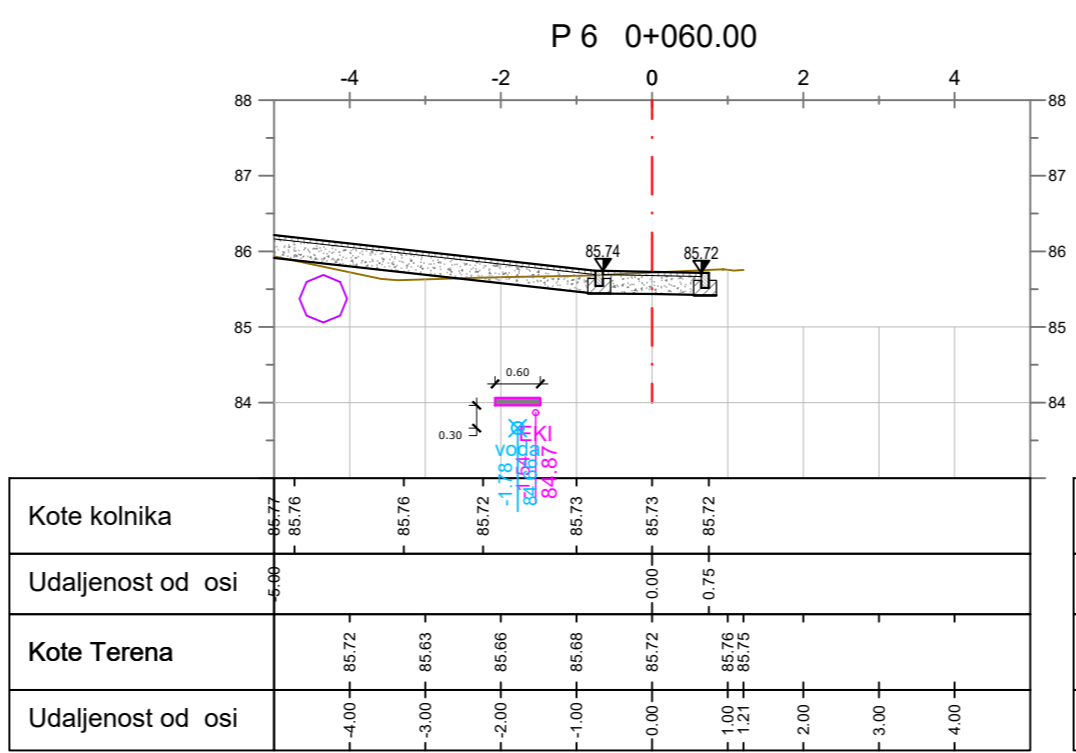 P 6 0+060.00
-4 -2 0 2 4
88 88
87 87
86 86
85.74 85.72
85 85
84 84
0.60
0.30
EKI
voda
-1.78
84.87
Kote kolnika 85.77 85.76 85.76 85.72 85.73 85.73 85.72
Udaljenost od osi -5.00 0.00 0.75
Kote Terena 85.72 85.63 85.66 85.68 85.72 85.76 85.75
Udaljenost od osi -4.00 -3.00 -2.00 -1.00 0.00 1.00 1.21 2.00 3.00 4.00